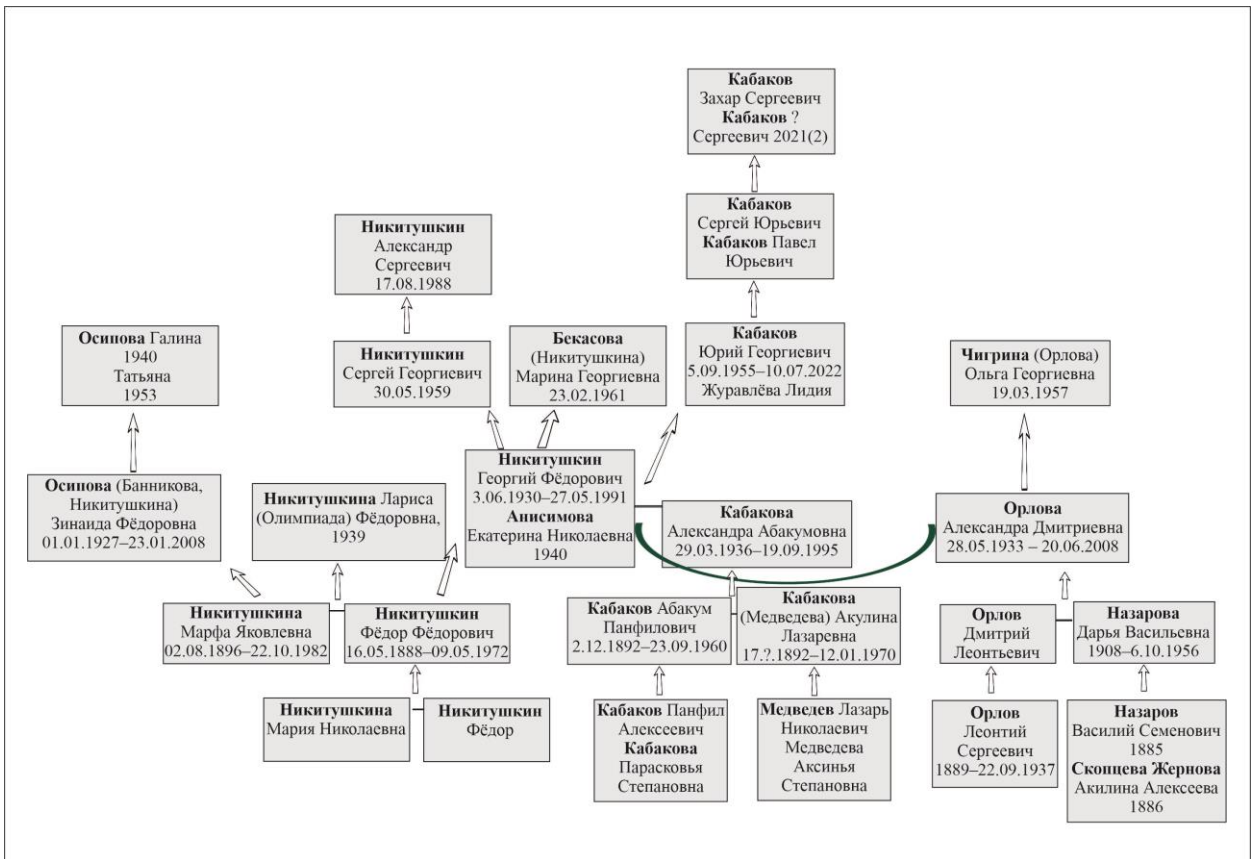 Кабаков
Захар Сергеевич
Кабаков ?
Сергеевич 2021(2)
Кабаков
Сергей Юрьевич
Кабаков Павел
Юрьевич
Никитушкин
Александр
Сергеевич
17.08.1988
Осипова Галина
1940
Татьяна
1953
Никитушкин
Сергей Георгиевич
30.05.1959
Бекасова
(Никитушкина)
Марина Георгиевна
23.02.1961
Кабаков
Юрий Георгиевич
5.09.1955–10.07.2022
Журавлёва Лидия
Чигрина (Орлова)
Ольга Георгиевна
19.03.1957
Осипова (Банникова,
Никитушкина)
Зинаида Фёдоровна
01.01.1927–23.01.2008
Никитушкина Лариса
(Олимпиада) Фёдоровна,
1939
Никитушкин
Георгий Фёдорович
3.06.1930–27.05.1991
Анисимова
Екатерина Николаевна
1940
Кабакова
Александра Абакумовна
29.03.1936–19.09.1995
Орлова
Александра Дмитриевна
28.05.1933 – 20.06.2008
Никитушкина
Марфа Яковлевна
02.08.1896–22.10.1982
Никитушкин
Фёдор Фёдорович
16.05.1888–09.05.1972
Кабаков Абакум
Панфилович
2.12.1892–23.09.1960
Кабакова
(Медведева) Акулина
Лазаревна
17.?.1892–12.01.1970
Орлов
Дмитрий
Леонтьевич
Назарова
Дарья Васильевна
1908–6.10.1956
Никитушкина
Мария Николаевна
Никитушкин
Фёдор
Кабаков Панфил
Алексеевич
Кабакова
Парасковья
Степановна
Медведев Лазарь
Николаевич
Медведева
Аксинья
Степановна
Орлов
Леонтий
Сергеевич
1889–22.09.1937
Назаров
Василий Семенович
1885
Скопцева Жернова
Акилина Алексеева
1886